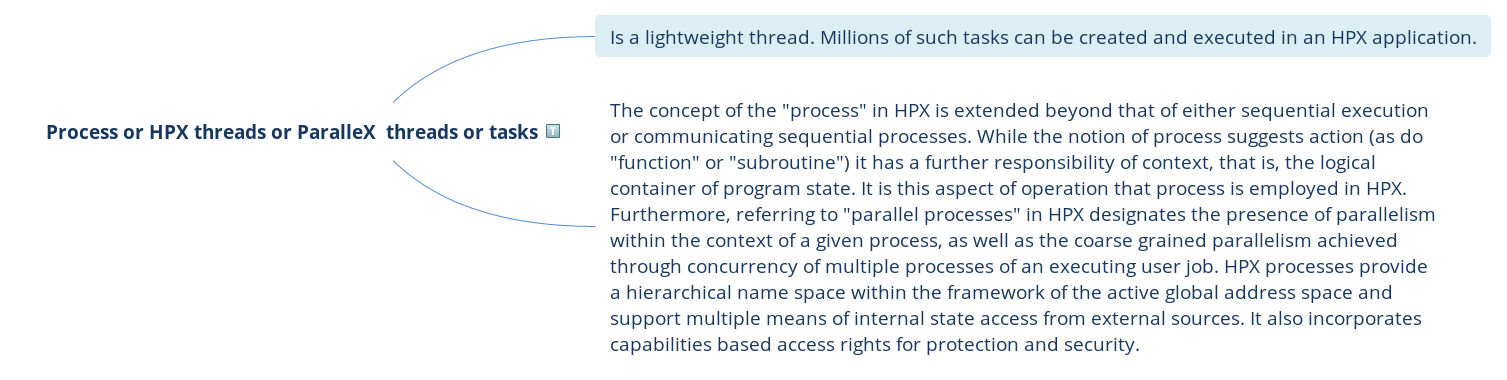 Is a lightweight thread. Millions of such tasks can be created and executed in an HPX application.
Process or HPX threads or ParalleX  threads or tasks T
The concept of the "process" in HPX is extended beyond that of either sequential execution
or communicating sequential processes. While the notion of process suggests action (as do
"function" or "subroutine") it has a further responsibility of context, that is, the logical
container of program state. It is this aspect of operation that process is employed in HPX.
Furthermore, referring to "parallel processes" in HPX designates the presence of parallelism
within the context of a given process, as well as the coarse grained parallelism achieved
through concurrency of multiple processes of an executing user job. HPX processes provide
a hierarchical name space within the framework of the active global address space and
support multiple means of internal state access from external sources. It also incorporates
capabilities based access rights for protection and security.